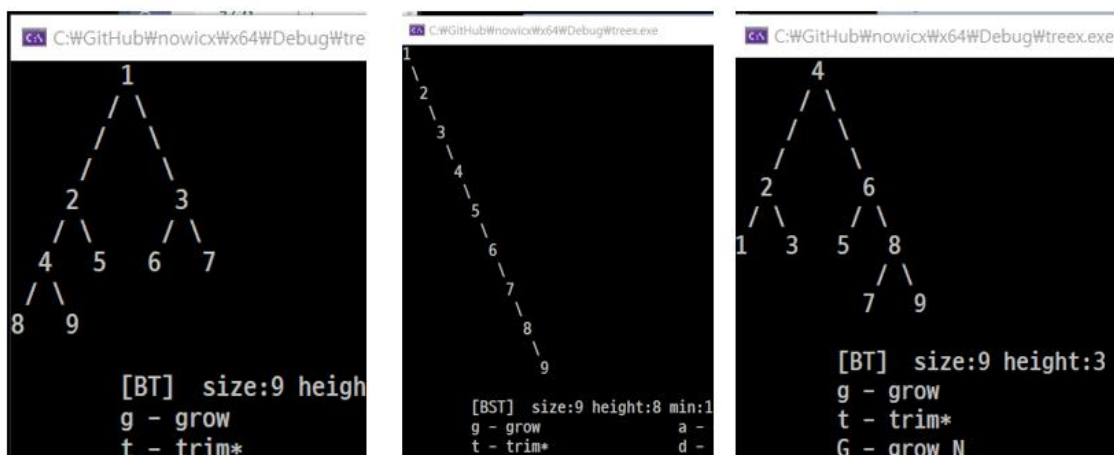 C:₩GitHub₩nowicx₩x64₩Debug₩tre
1
/ \
/ \
/ \
2 3
/ \ / \
4 5 6 7
/ \
8 9
[BT] size:9 heigh
g - grow
t - trim*
C:₩GitHub₩nowicx₩x64₩Debug₩treex.exe
1
\
2
\
3
\
4
\
5
\
6
\
7
\
8
\
9
[BST] size:9 height:8 min:1
g - grow a -
t - trim* d -
C:₩GitHub₩nowicx₩x64₩Debug₩treex.exe
4
/ \
/ \
/ \
2 6
/ \ / \
1 3 5 8
/ \
7 9
[BT] size:9 height:3
g - grow
t - trim*
G - grow N